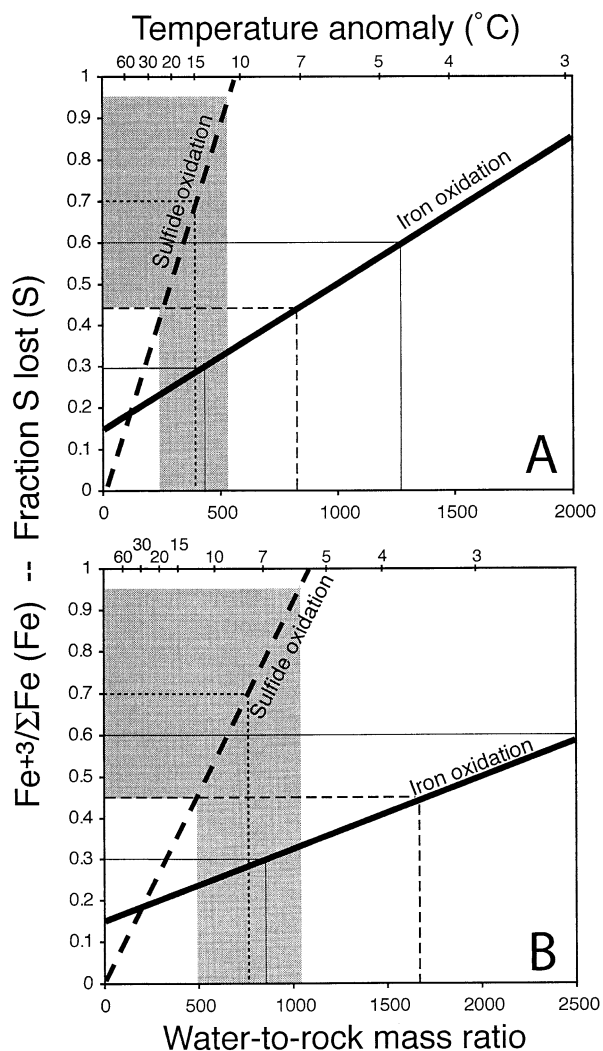 Temperature anomaly (˚C)
60 30 20 15 10 7 5 4 3
1
0.9
0.8
0.7
0.6
0.5
0.4
0.3
0.2
0.1
0
Sulfide oxidation
Iron oxidation
A
0 500 1000 1500 2000
Fe+3/ΣFe (Fe) -- Fraction S lost (S)
60 30 20 15 10 7 5 4 3
1
0.9
0.8
0.7
0.6
0.5
0.4
0.3
0.2
0.1
0
Sulfide oxidation
Iron oxidation
B
0 500 1000 1500 2000 2500
Water-to-rock mass ratio